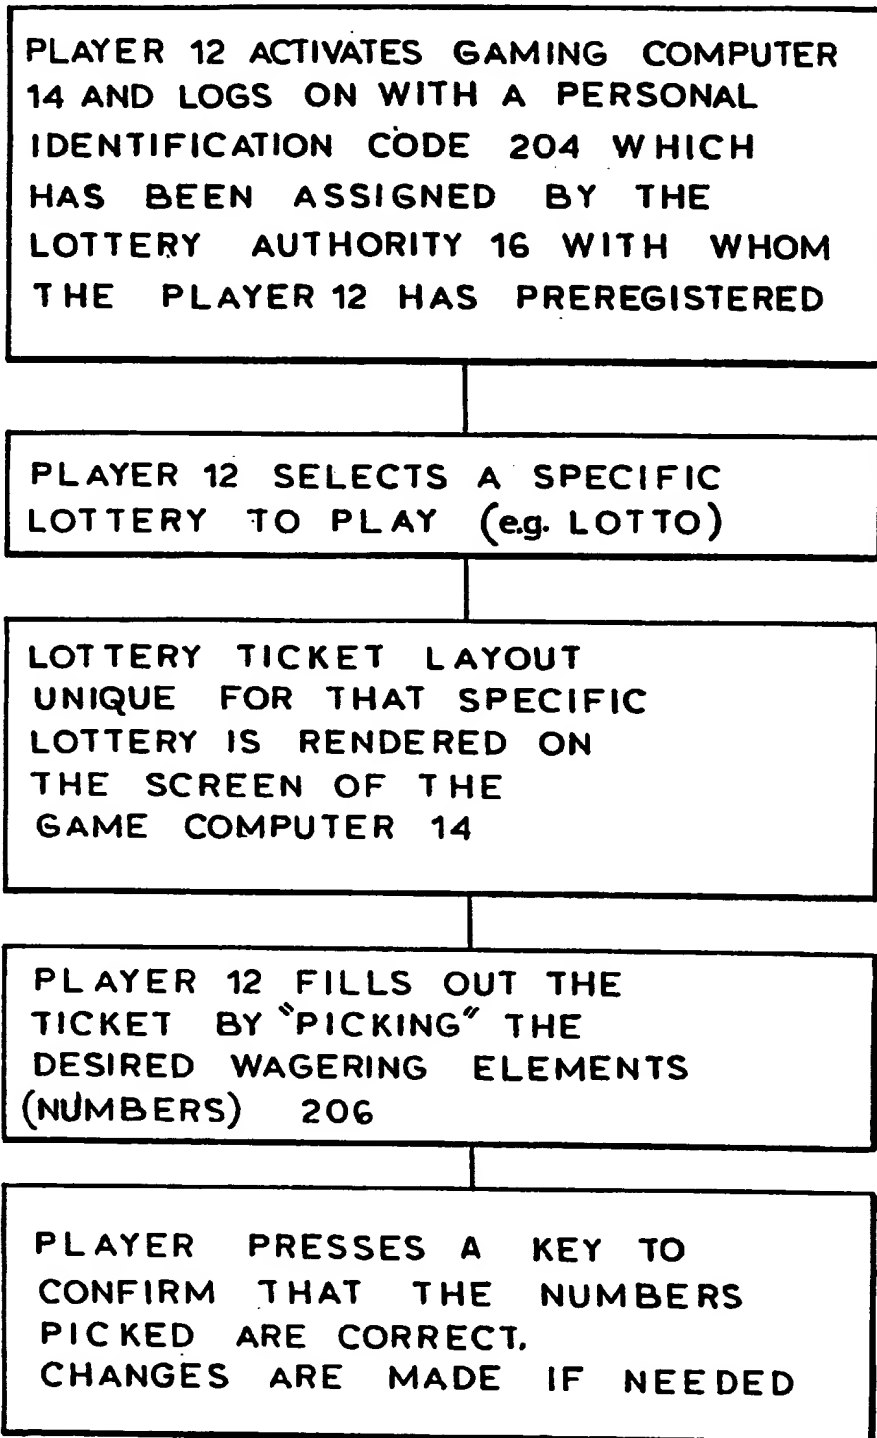 PLAYER 12 ACTIVATES GAMING COMPUTER
14 AND LOGS ON WITH A PERSONAL
IDENTIFICATION CODE 204 WHICH
HAS BEEN ASSIGNED BY THE
LOTTERY AUTHORITY 16 WITH WHOM
THE PLAYER 12 HAS PREREGISTERED
PLAYER 12 SELECTS A SPECIFIC
LOTTERY TO PLAY (e.g. LOTTO)
LOTTERY TICKET LAYOUT
UNIQUE FOR THAT SPECIFIC
LOTTERY IS RENDERED ON
THE SCREEN OF THE
GAME COMPUTER 14
PLAYER 12 FILLS OUT THE
TICKET BY "PICKING" THE
DESIRED WAGERING ELEMENTS
(NUMBERS) 206
PLAYER PRESSES A KEY TO
CONFIRM THAT THE NUMBERS
PICKED ARE CORRECT.
CHANGES ARE MADE IF NEEDED